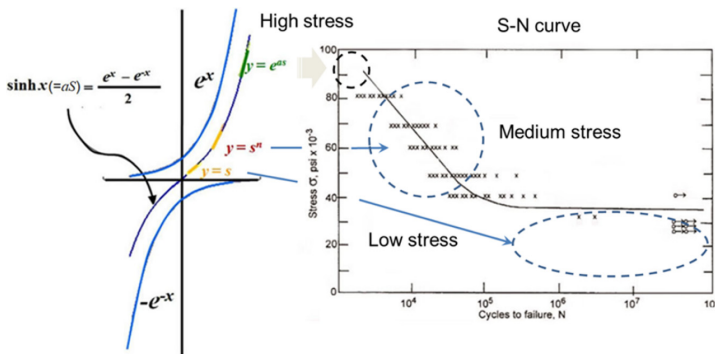 High stress
S-N curve
sinh x (=aS) = e^x − e^-x / 2
e^x
y = e^as
y = s^n
y = s
-e^-x
Stress σ, psi x 10^-3
100
80
60
40
20
0
Medium stress
Low stress
10^4
10^5
10^6
10^7
10
Cycles to failure, N